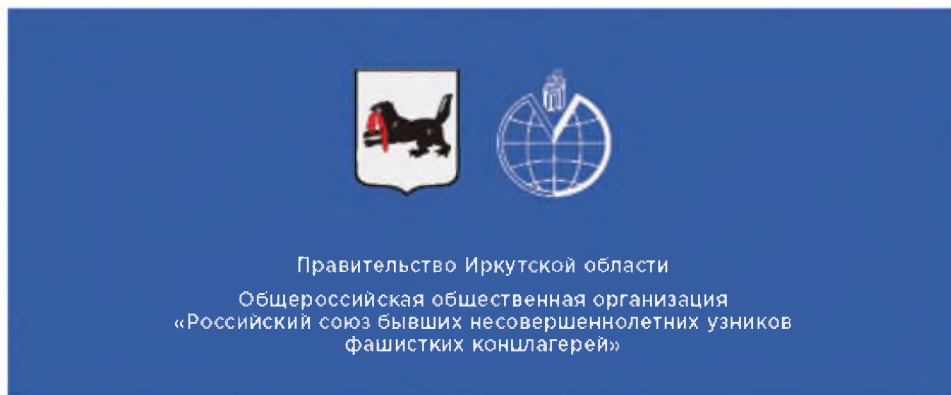 Правительство Иркутской области
Общероссийская общественная организация
«Российский союз бывших несовершеннолетних узников
фашистких концлагерей»